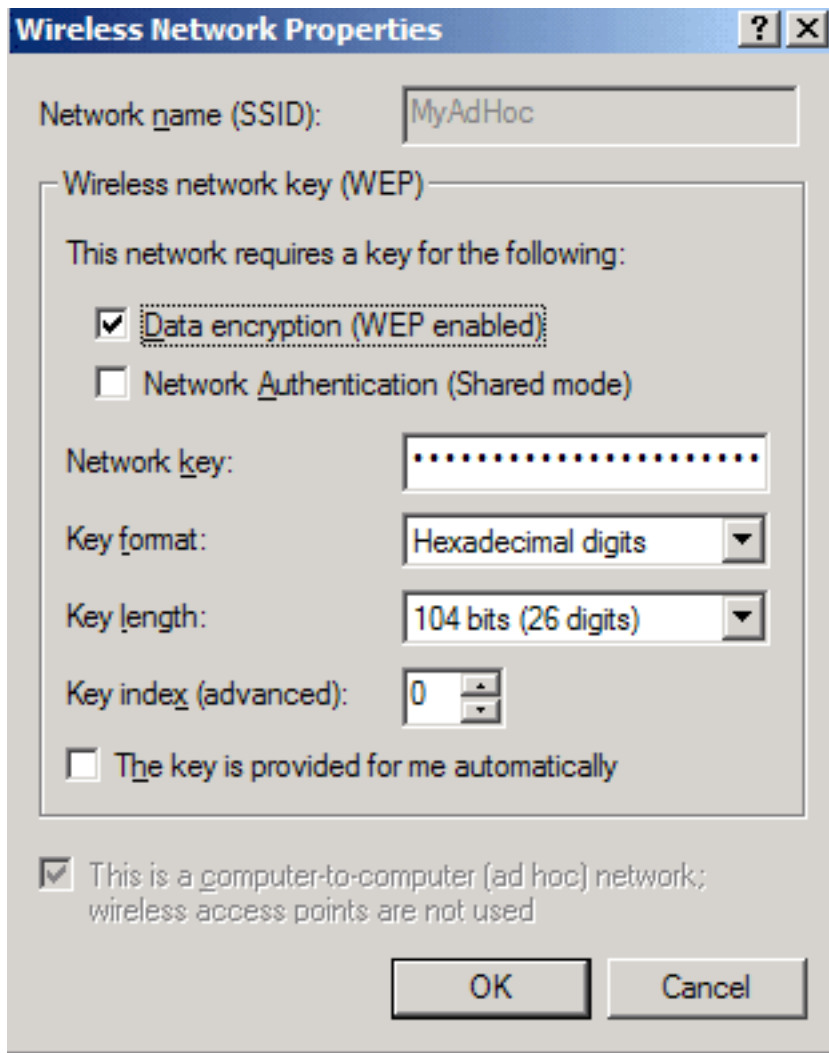 Wireless Network Properties
Network name (SSID): MyAdHoc
Wireless network key (WEP)
This network requires a key for the following:
Data encryption (WEP enabled)
Network Authentication (Shared mode)
Network key: •••••••••••••••••••••••
Key format: Hexadecimal digits
Key length: 104 bits (26 digits)
Key index (advanced): 0
The key is provided for me automatically
This is a computer-to-computer (ad hoc) network;
wireless access points are not used
OK Cancel